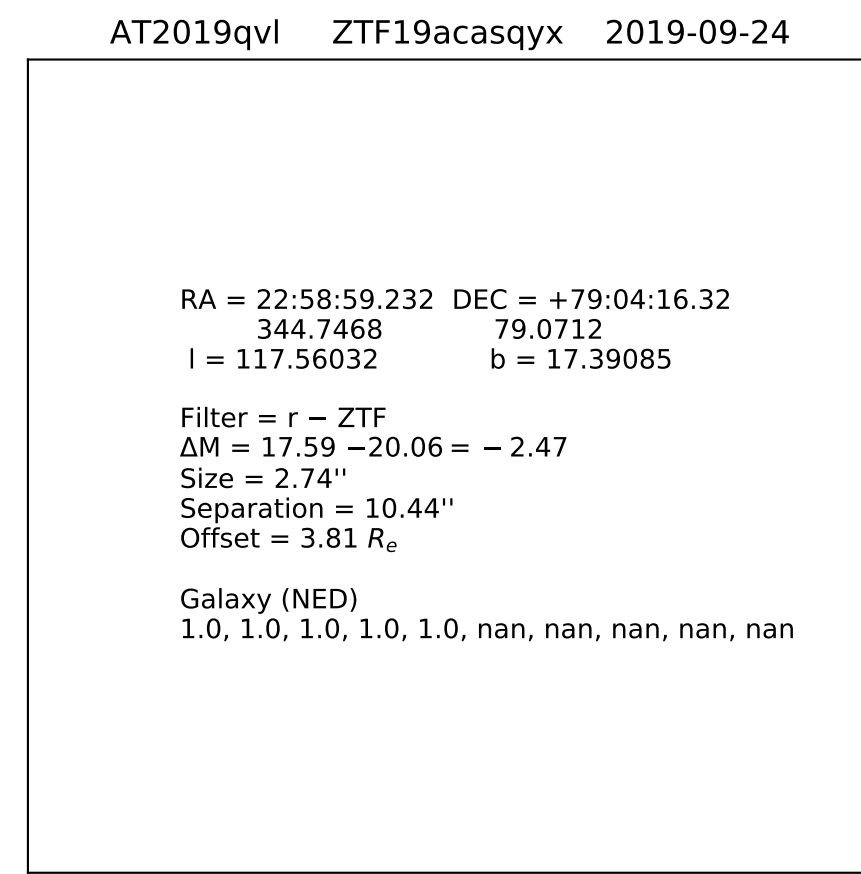 AT2019qvl ZTF19acasqyx 2019-09-24
RA = 22:58:59.232 DEC = +79:04:16.32
344.7468 79.0712
l = 117.56032 b = 17.39085
Filter = r − ZTF
ΔM = 17.59 −20.06 = − 2.47
Size = 2.74''
Separation = 10.44''
Offset = 3.81 Re
Galaxy (NED)
1.0, 1.0, 1.0, 1.0, 1.0, nan, nan, nan, nan, nan